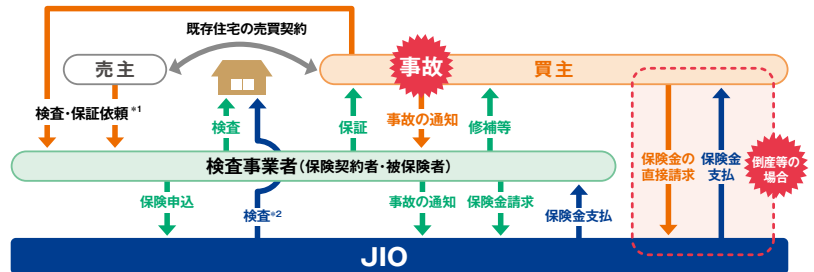 既存住宅の売買契約
売主
事故
買主
検査・保証依頼*1
検査
保証
事故の通知
修補等
検査事業者（保険契約者・被保険者）
保険金の
直接請求
保険金
支払
倒産等の
場合
保険申込
検査*2
事故の通知
保険金請求
保険金支払
JIO